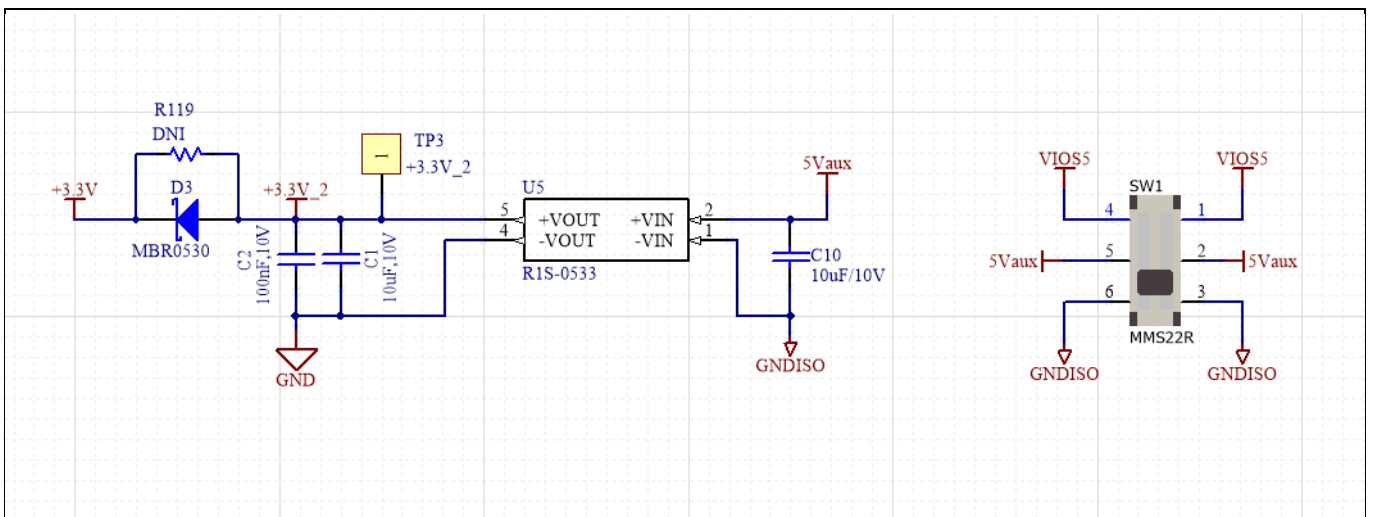 R119
DNI
+3.3V
D3
MBR0530
+3.3V_2
C2
100nF,10V
C1
10uF,10V
GND
1
TP3
+3.3V_2
U5
5
4
+VOUT
-VOUT
+VIN
-VIN
2
1
R1S-0533
5Vaux
C10
10uF/10V
GNDISO
VIOS5
VIOS5
SW1
4
1
5Vaux
5
2
5Vaux
6
3
MMS22R
GNDISO
GNDISO